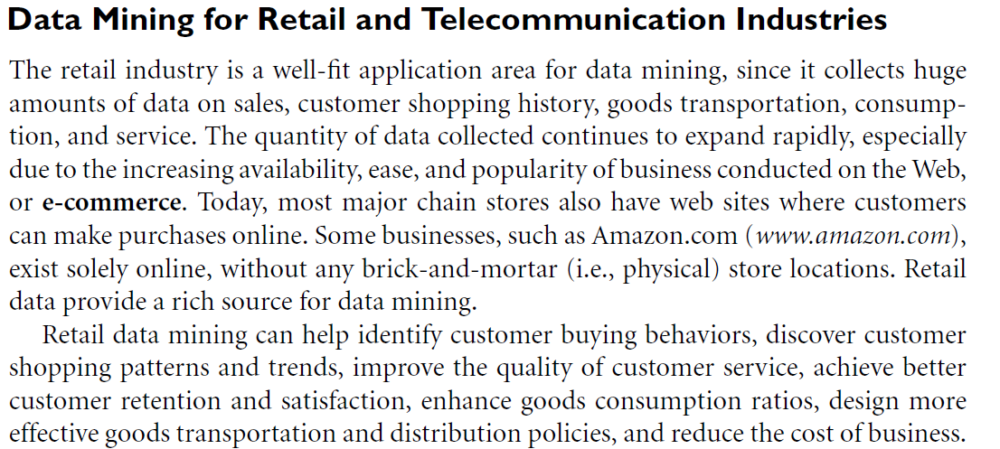 Data Mining for Retail and Telecommunication Industries
The retail industry is a well-fit application area for data mining, since it collects huge
amounts of data on sales, customer shopping history, goods transportation, consump-
tion, and service. The quantity of data collected continues to expand rapidly, especially
due to the increasing availability, ease, and popularity of business conducted on the Web,
or e-commerce. Today, most major chain stores also have web sites where customers
can make purchases online. Some businesses, such as Amazon.com (www.amazon.com),
exist solely online, without any brick-and-mortar (i.e., physical) store locations. Retail
data provide a rich source for data mining.
Retail data mining can help identify customer buying behaviors, discover customer
shopping patterns and trends, improve the quality of customer service, achieve better
customer retention and satisfaction, enhance goods consumption ratios, design more
effective goods transportation and distribution policies, and reduce the cost of business.